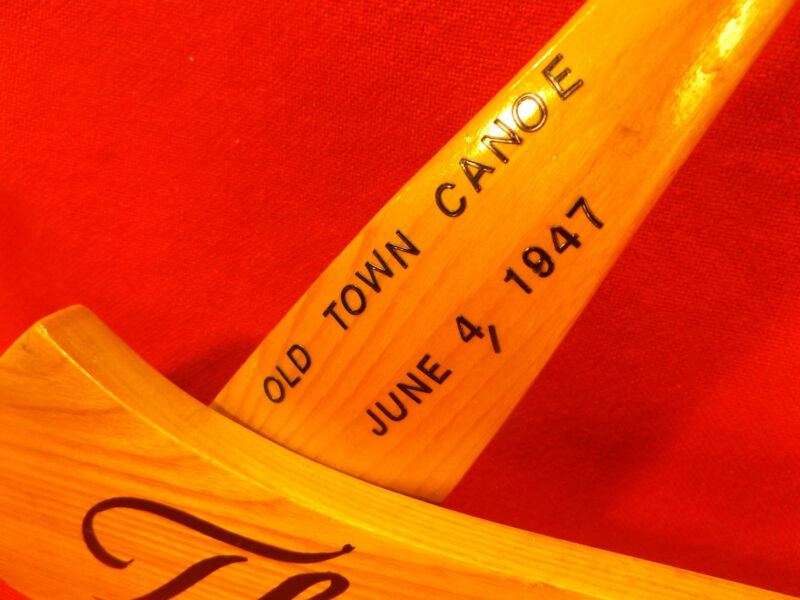 OLD TOWN CANOE
JUNE 4, 1947